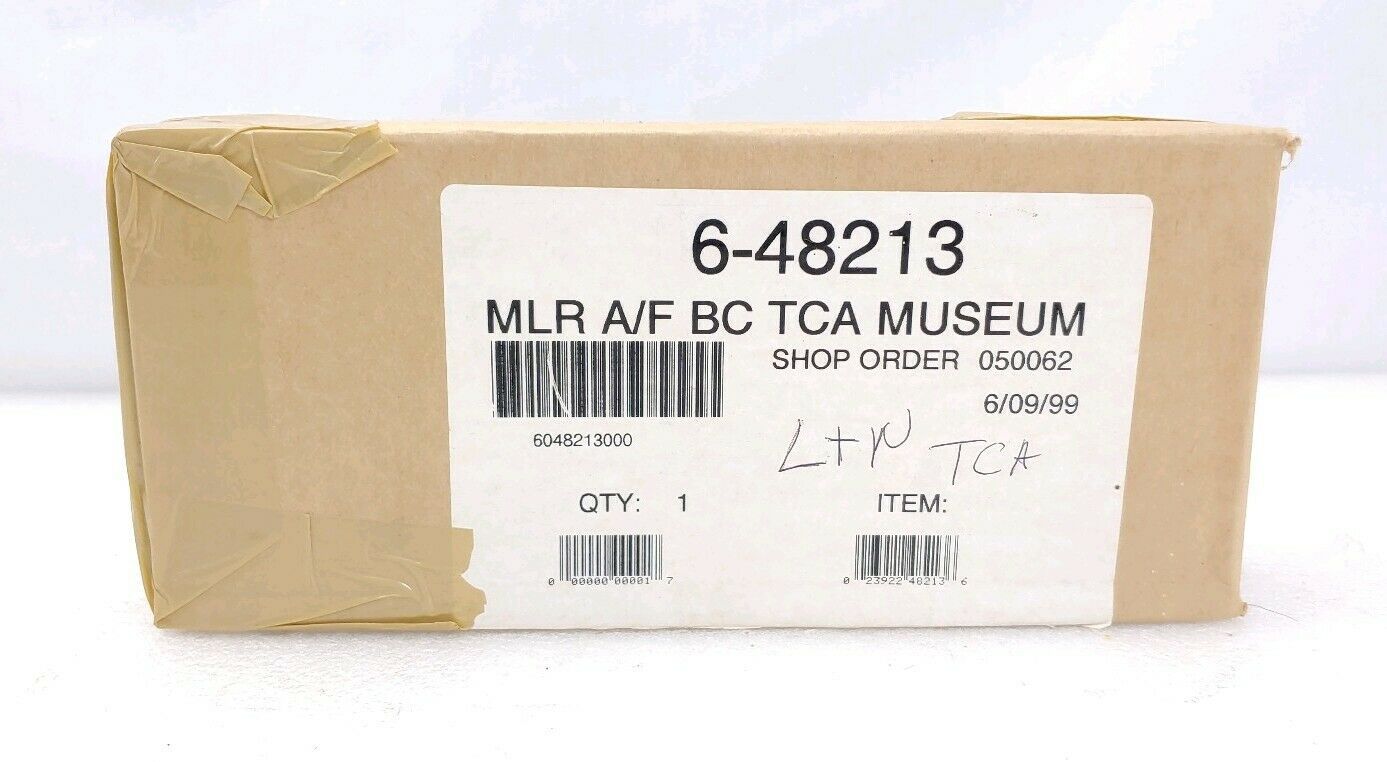 6-48213
MLR A/F BC TCA MUSEUM
SHOP ORDER 050062
6/09/99
6048213000
L+N TCA
QTY: 1
ITEM:
0 00000 00001 7
0 23922 48213 6